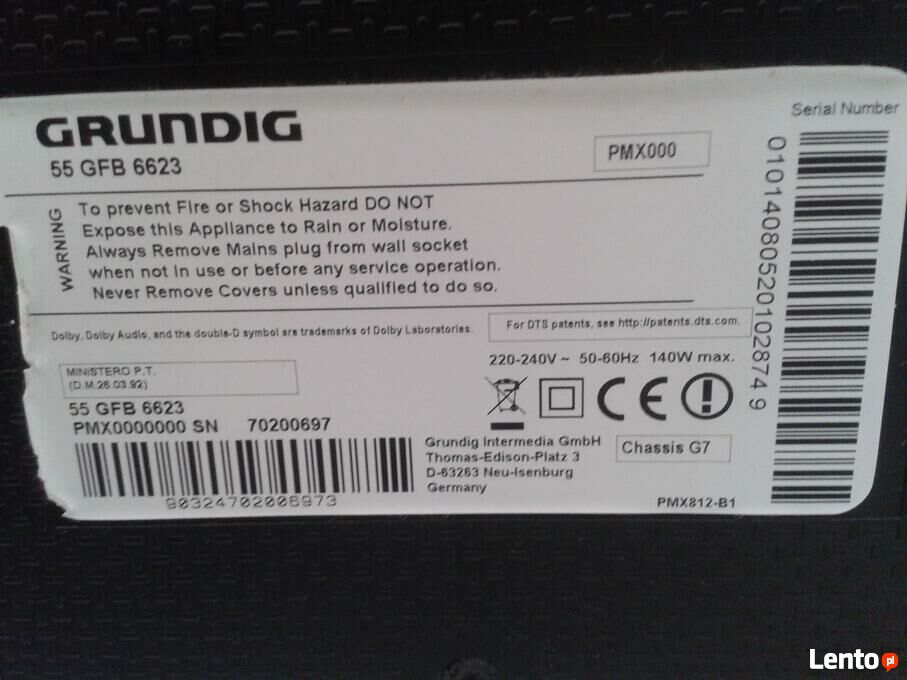 GRUNDIG
55 GFB 6623
PMX000
Serial Number
WARNING
To prevent Fire or Shock Hazard DO NOT
Expose this Appliance to Rain or Moisture.
Always Remove Mains plug from wall socket
when not in use or before any service operation.
Never Remove Covers unless qualified to do so.
Dolby, Dolby Audio, and the double-D symbol are trademarks of Dolby Laboratories.
For DTS patents, see http://patents.dts.com.
220-240V ~ 50-60Hz 140W max.
MINISTERO P.T.
(D.M.26.03.92)
55 GFB 6623
PMX0000000 SN 70200697
90324702006973
CE
Grundig Intermedia GmbH
Thomas-Edison-Platz 3
D-63263 Neu-Isenburg
Germany
Chassis G7
PMX812-B1
010140805201028749
Lento pl